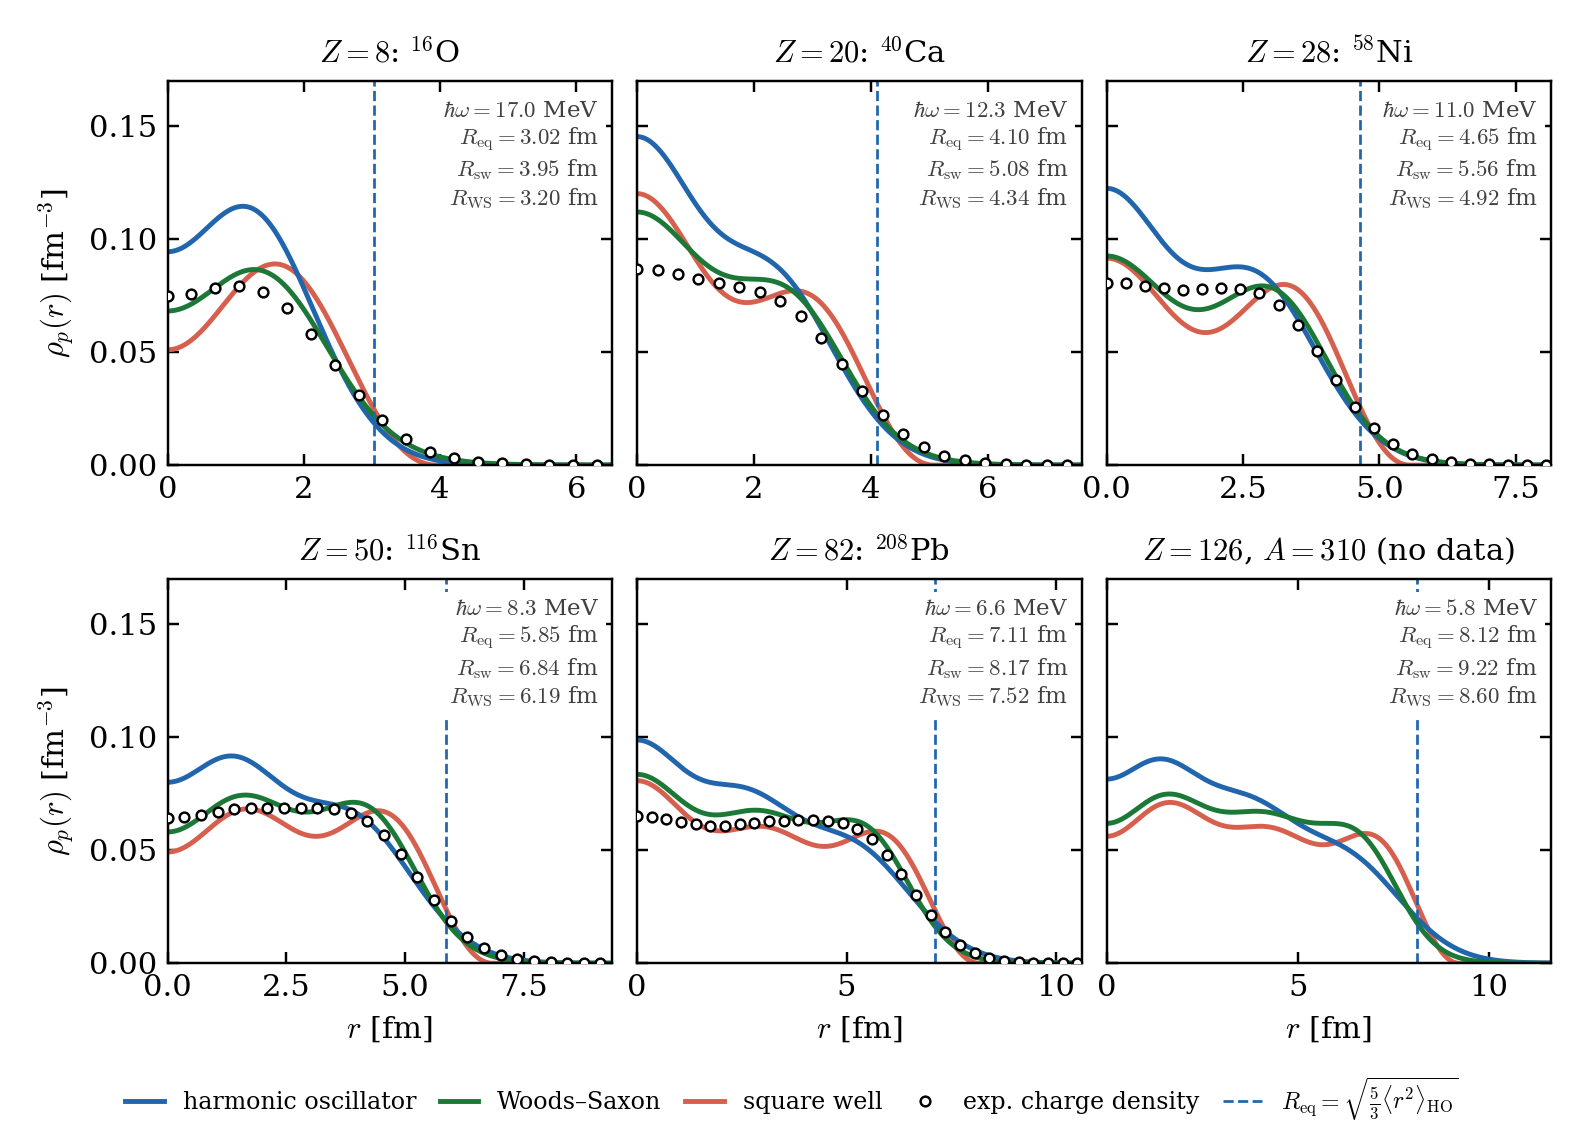 Z = 8: ¹⁶O
Z = 20: ⁴⁰Ca
Z = 28: ⁵⁸Ni
ħω = 17.0 MeV
R_eq = 3.02 fm
R_sw = 3.95 fm
R_WS = 3.20 fm
ħω = 12.3 MeV
R_eq = 4.10 fm
R_sw = 5.08 fm
R_WS = 4.34 fm
ħω = 11.0 MeV
R_eq = 4.65 fm
R_sw = 5.56 fm
R_WS = 4.92 fm
ρ_p(r) [fm⁻³]
0.15
0.10
0.05
0.00
0 2 4 6
0 2 4 6
0.0 2.5 5.0 7.5
Z = 50: ¹¹⁶Sn
Z = 82: ²⁰⁸Pb
Z = 126, A = 310 (no data)
ħω = 8.3 MeV
R_eq = 5.85 fm
R_sw = 6.84 fm
R_WS = 6.19 fm
ħω = 6.6 MeV
R_eq = 7.11 fm
R_sw = 8.17 fm
R_WS = 7.52 fm
ħω = 5.8 MeV
R_eq = 8.12 fm
R_sw = 9.22 fm
R_WS = 8.60 fm
ρ_p(r) [fm⁻³]
0.15
0.10
0.05
0.00
0.0 2.5 5.0 7.5
0 5 10
0 5 10
r [fm]
r [fm]
r [fm]
harmonic oscillator Woods–Saxon square well exp. charge density R_eq = √(5/3 ⟨r²⟩_HO)